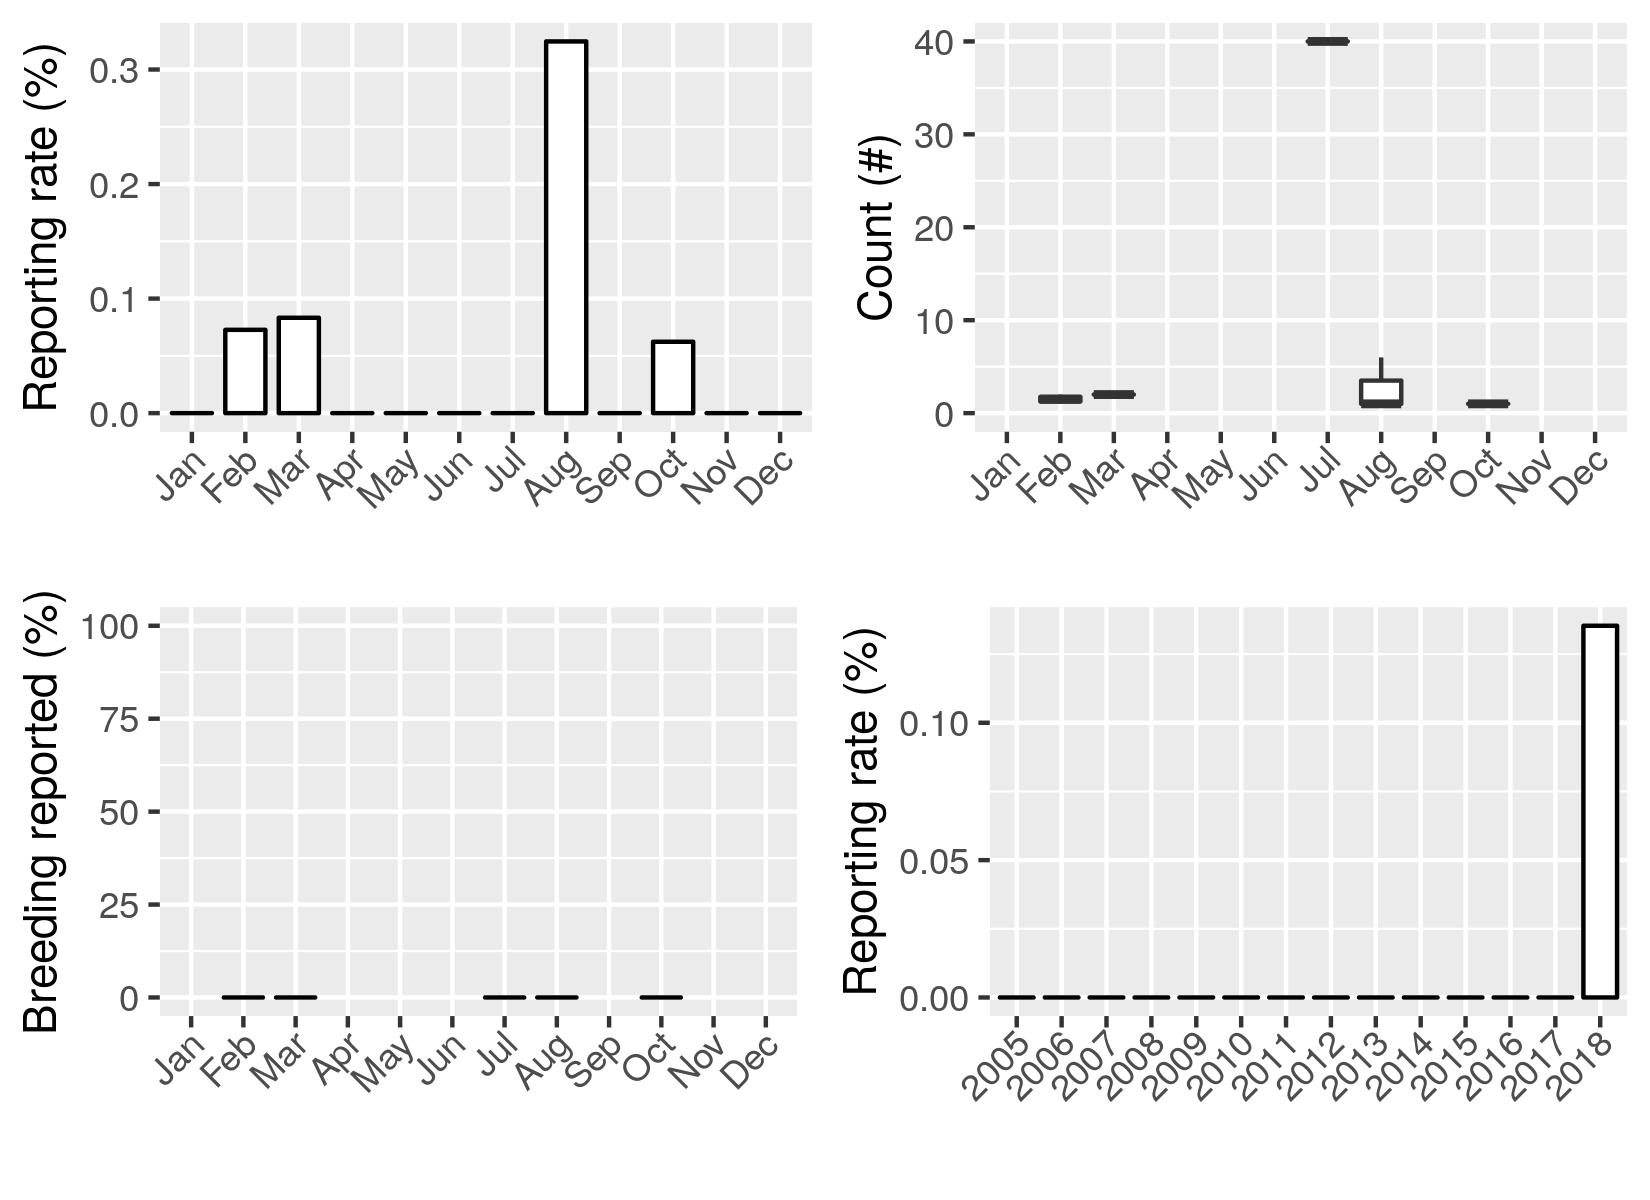 Reporting rate (%)
0.3
0.2
0.1
0.0
Jan Feb Mar Apr May Jun Jul Aug Sep Oct Nov Dec
Count (#)
40
30
20
10
0
Jan Feb Mar Apr May Jun Jul Aug Sep Oct Nov Dec
Breeding reported (%)
100
75
50
25
0
Jan Feb Mar Apr May Jun Jul Aug Sep Oct Nov Dec
Reporting rate (%)
0.10
0.05
0.00
2005 2006 2007 2008 2009 2010 2011 2012 2013 2014 2015 2016 2017 2018